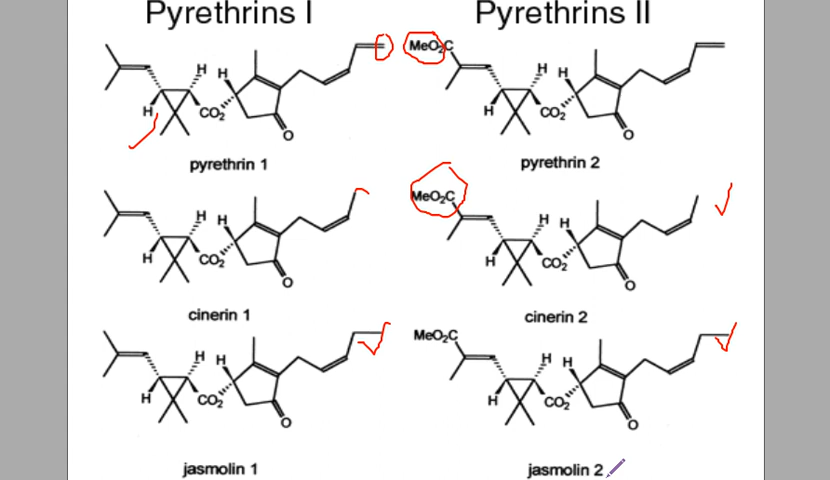 Pyrethrins I
Pyrethrins II
H H CO2 O
MeO2C H H CO2 O
pyrethrin 1
pyrethrin 2
H H CO2 H O
MeO2C H H CO2 H O
cinerin 1
cinerin 2
H H CO2 H O
MeO2C H H CO2 H O
jasmolin 1
jasmolin 2